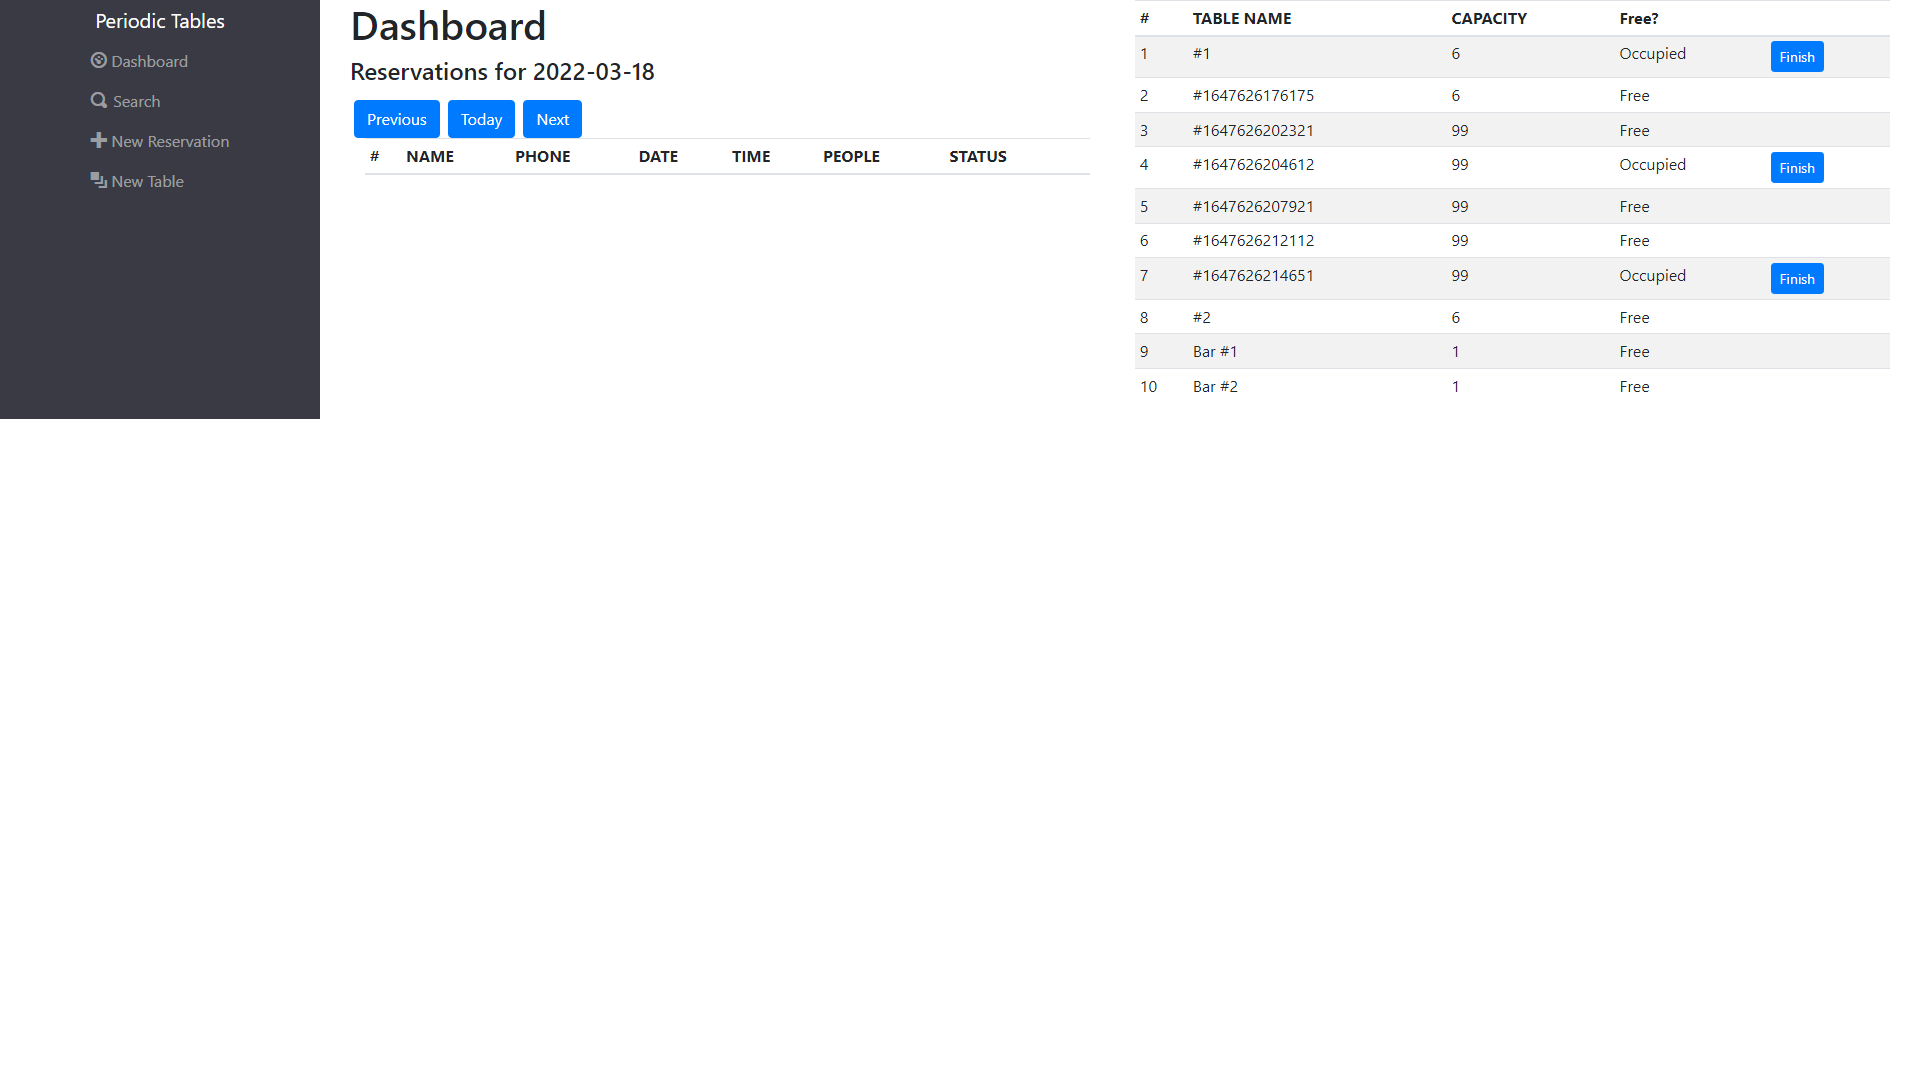 Periodic Tables
Dashboard
Search
New Reservation
New Table
Dashboard
Reservations for 2022-03-18
Previous Today Next
# NAME PHONE DATE TIME PEOPLE STATUS
# TABLE NAME CAPACITY Free?
1 #1 6 Occupied Finish
2 #1647626176175 6 Free
3 #1647626202321 99 Free
4 #1647626204612 99 Occupied Finish
5 #1647626207921 99 Free
6 #1647626212112 99 Free
7 #1647626214651 99 Occupied Finish
8 #2 6 Free
9 Bar #1 1 Free
10 Bar #2 1 Free